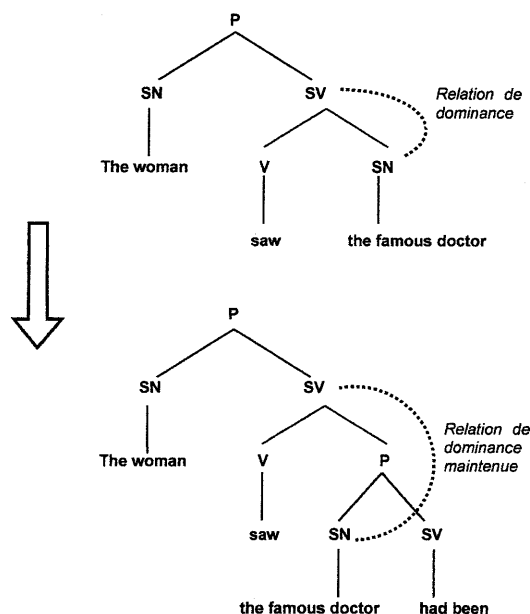 P
SN SV
Relation de
dominance
The woman V SN
saw the famous doctor
P
SN SV
Relation de
dominance
maintenue
The woman V P
saw SN SV
the famous doctor had been